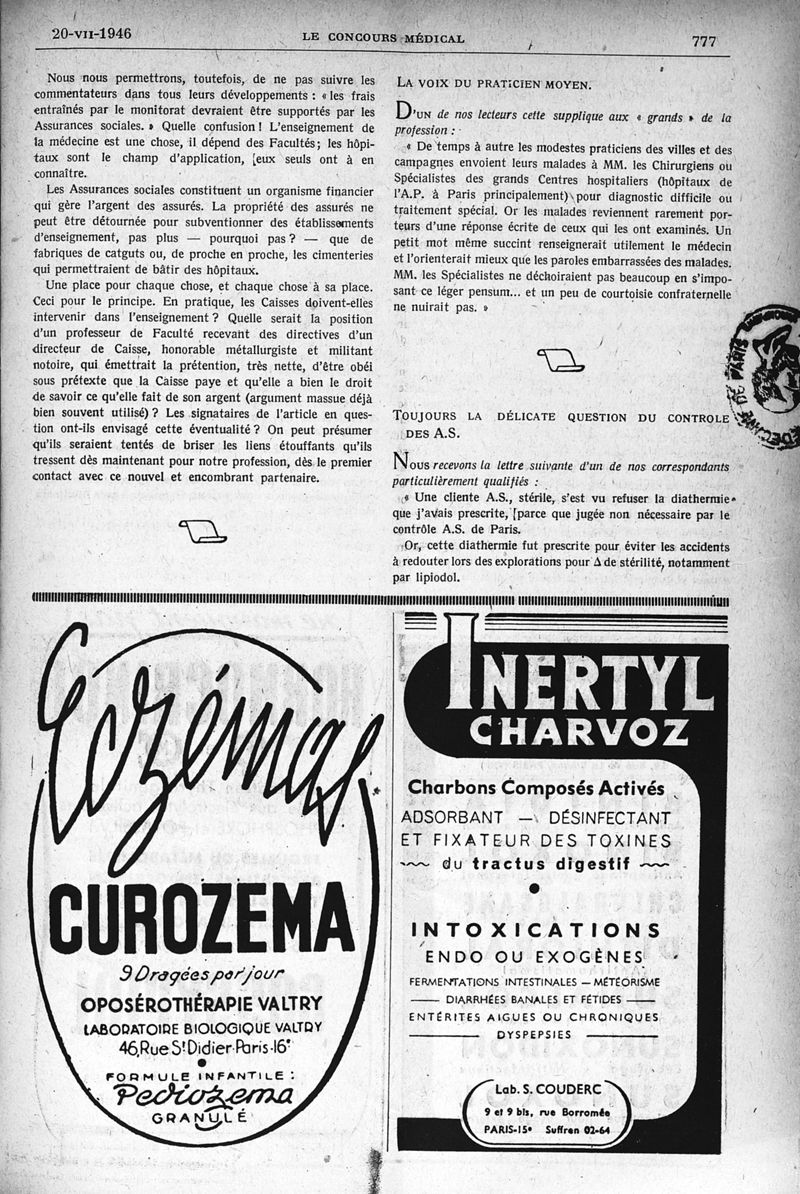 20-VII-1946
LE CONCOURS MÉDICAL
777
Nous nous permettrons, toutefois, de ne pas suivre les
commentateurs dans tous leurs développements : « les frais
entraînés par le monitorat devraient être supportés par les
Assurances sociales. » Quelle confusion ! L'enseignement de
la médecine est une chose, il dépend des Facultés; les hôpi-
taux sont le champ d'application, eux seuls ont à en
connaître.
Les Assurances sociales constituent un organisme financier
qui gère l'argent des assurés. La propriété des assurés ne
peut être détournée pour subventionner des établissements
d'enseignement, pas plus — pourquoi pas ? — que de
fabriques de catguts ou, de proche en proche, les cimenteries
qui permettraient de bâtir des hôpitaux.
Une place pour chaque chose, et chaque chose à sa place.
Ceci pour le principe. En pratique, les Caisses doivent-elles
intervenir dans l'enseignement ? Quelle serait la position
d'un professeur de Faculté recevant des directives d'un
directeur de Caisse, honorable métallurgiste et militant
notoire, qui émettrait la prétention, très nette, d'être obéi
sous prétexte que la Caisse paye et qu'elle a bien le droit
de savoir ce qu'elle fait de son argent (argument massue déjà
bien souvent utilisé) ? Les signataires de l'article en ques-
tion ont-ils envisagé cette éventualité ? On peut présumer
qu'ils seraient tentés de briser les liens étouffants qu'ils
tressent dès maintenant pour notre profession, dès le premier
contact avec ce nouvel et encombrant partenaire.
LA VOIX DU PRATICIEN MOYEN.
D'UN de nos lecteurs cette supplique aux « grands » de la
profession :
« De temps à autre les modestes praticiens des villes et des
campagnes envoient leurs malades à MM. les Chirurgiens ou
Spécialistes des grands Centres hospitaliers (hôpitaux de
l'A.P. à Paris principalement) pour diagnostic difficile ou
traitement spécial. Or les malades reviennent rarement por-
teurs d'une réponse écrite de ceux qui les ont examinés. Un
petit mot même succint renseignerait utilement le médecin
et l'orienterait mieux que les paroles embarrassées des malades.
MM. les Spécialistes ne déchoiraient pas beaucoup en s'impo-
sant ce léger pensum... et un peu de courtoisie confraternelle
ne nuirait pas. »
TOUJOURS LA DÉLICATE QUESTION DU CONTROLE
DES A.S.
NOUS recevons la lettre suivante d'un de nos correspondants
particulièrement qualifiés :
« Une cliente A.S., stérile, s'est vu refuser la diathermie
que j'avais prescrite, parce que jugée non nécessaire par le
contrôle A.S. de Paris.
Or, cette diathermie fut prescrite pour éviter les accidents
à redouter lors des explorations pour Δ de stérilité, notamment
par lipiodol.
DE PARIS
Eczémas
CUROZEMA
9 Dragées par jour
OPOSÉROTHÉRAPIE VALTRY
LABORATOIRE BIOLOGIQUE VALTRY
46, Rue St Didier-Paris-16e
FORMULE INFANTILE :
Pediozema
GRANULÉ
INERTYL
CHARVOZ
Charbons Composés Activés
ADSORBANT — DÉSINFECTANT
ET FIXATEUR DES TOXINES
du tractus digestif
INTOXICATIONS
ENDO OU EXOGÈNES
FERMENTATIONS INTESTINALES — MÉTÉORISME
DIARRHÉES BANALES ET FÉTIDES
ENTÉRITES AIGUES OU CHRONIQUES
DYSPEPSIES
Lab. S. COUDERC
9 et 9 bis, rue Borromée
PARIS-15e Suffren 02-64